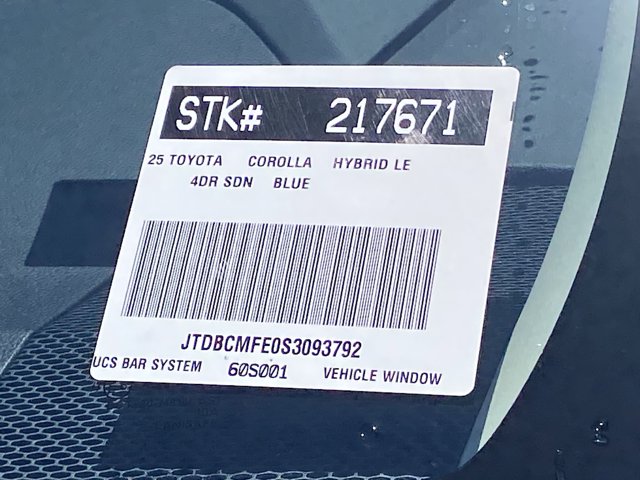 STK# 217671
25 TOYOTA COROLLA HYBRID LE
4DR SDN BLUE
JTDBCMFE0S3093792
UCS BAR SYSTEM 60S001 VEHICLE WINDOW